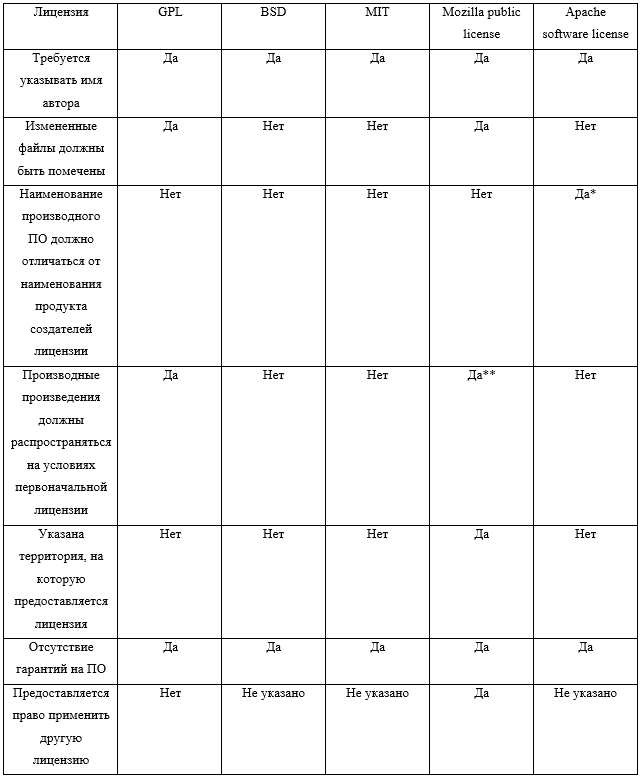 Лицензия GPL BSD MIT Mozilla public Apache
license software license
Требуется Да Да Да Да Да
указывать имя
автора
Измененные Да Нет Нет Да Нет
файлы должны
быть помечены
Наименование Нет Нет Нет Нет Да*
производного
ПО должно
отличаться от
наименования
продукта
создателей
лицензии
Производные Да Нет Нет Да** Нет
произведения
должны
распространяться
на условиях
первоначальной
лицензии
Указана Нет Нет Нет Да Нет
территория, на
которую
предоставляется
лицензия
Отсутствие Да Да Да Да Да
гарантий на ПО
Предоставляется Нет Не указано Не указано Да Не указано
право применить
другую
лицензию